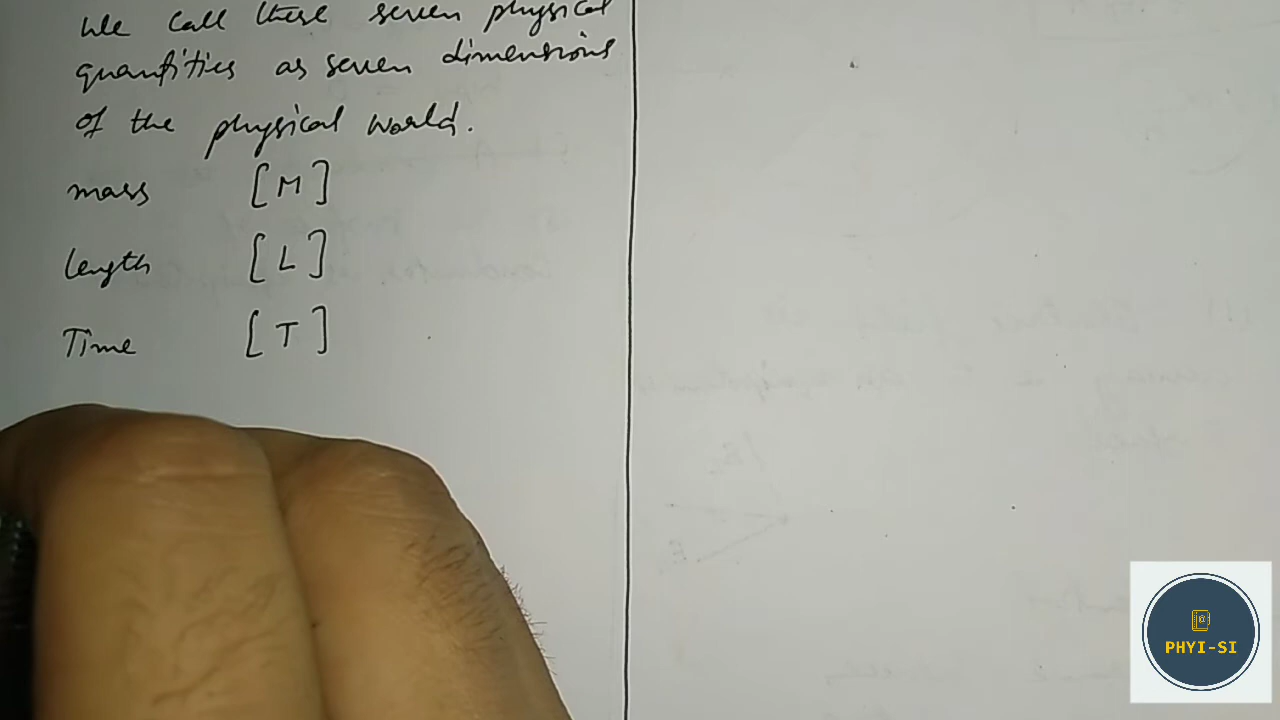 We call these seven physical
quantities as seven dimensions
of the physical world.
mass [M]
length [L]
Time [T]
PHYI-SI